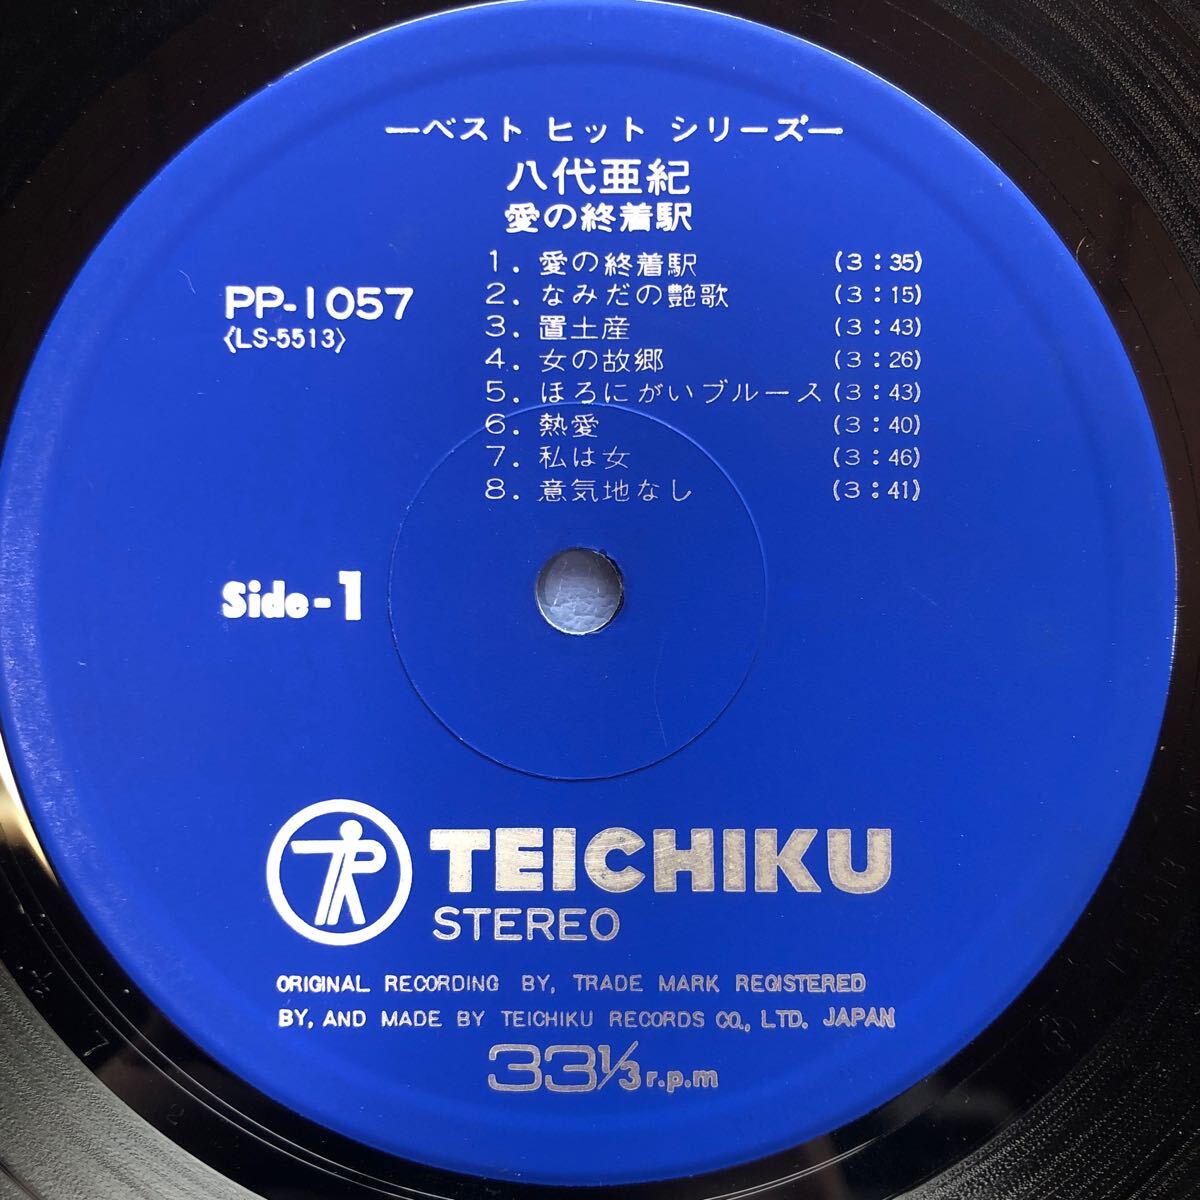 ―ベスト ヒット シリーズ―
八代亜紀
愛の終着駅
PP-1057
〈LS-5513〉
1. 愛の終着駅 (3:35)
2. なみだの艶歌 (3:15)
3. 置土産 (3:43)
4. 女の故郷 (3:26)
5. ほろにがいブルース (3:43)
6. 熱愛 (3:40)
7. 私は女 (3:46)
8. 意気地なし (3:41)
Side-1
TEICHIKU
STEREO
ORIGINAL RECORDING BY, TRADE MARK REGISTERED
BY, AND MADE BY TEICHIKU RECORDS CO., LTD. JAPAN
33 1/3 r.p.m